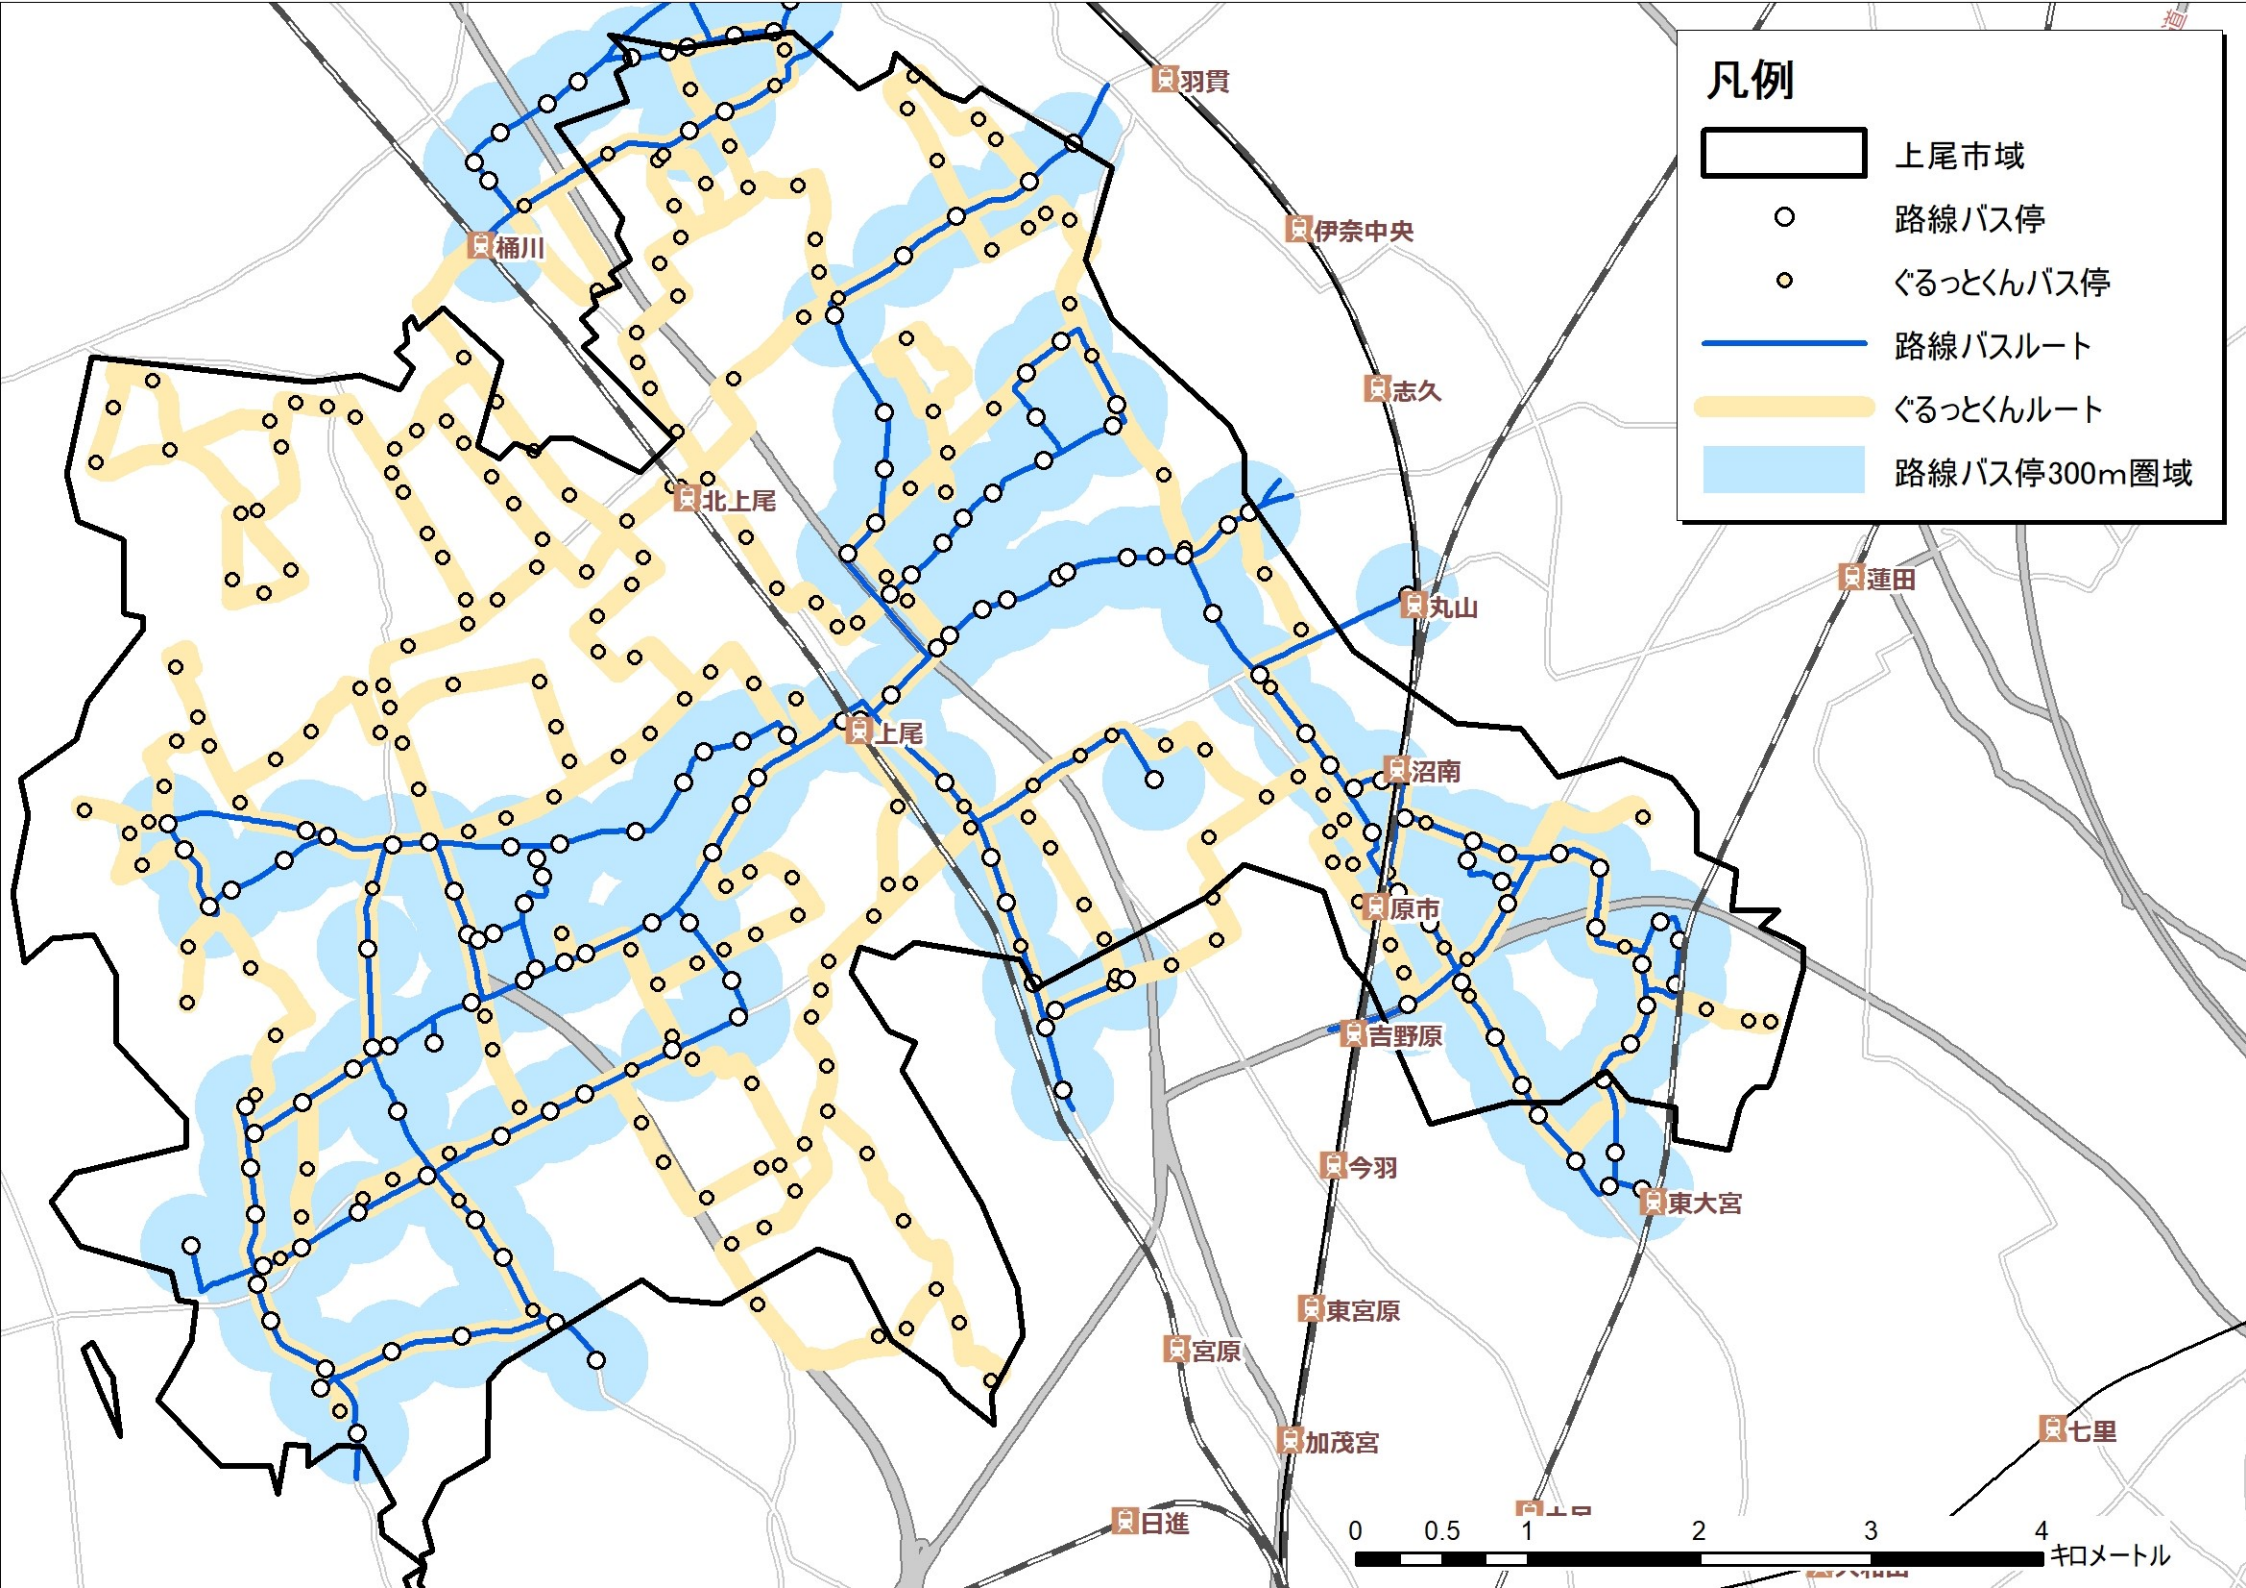 道
凡例
上尾市域
路線バス停
ぐるっとくんバス停
路線バスルート
ぐるっとくんルート
路線バス停300m圏域
羽貫
伊奈中央
桶川
志久
北上尾
蓮田
丸山
上尾
沼南
原市
吉野原
今羽
東大宮
東宮原
宮原
七里
加茂宮
日進
0 0.5 1 2 3 4
キロメートル